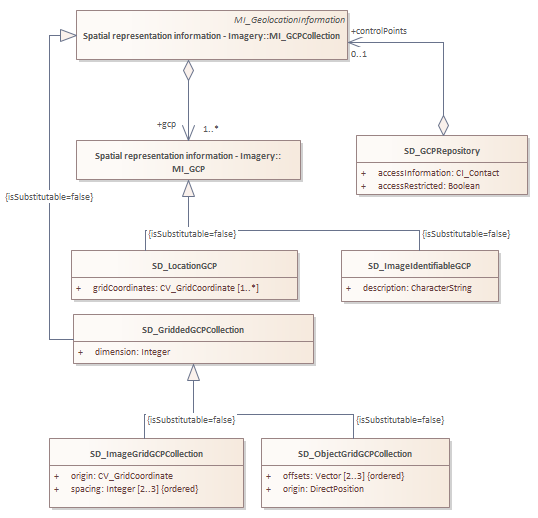 MI_GeolocationInformation
Spatial representation information - Imagery::MI_GCPCollection
+controlPoints
0..1
+gcp
1..*
Spatial representation information - Imagery::
MI_GCP
SD_GCPRepository
+ accessInformation: CI_Contact
+ accessRestricted: Boolean
{isSubstitutable=false}
{isSubstitutable=false}
{isSubstitutable=false}
SD_LocationGCP
+ gridCoordinates: CV_GridCoordinate [1..*]
SD_ImageIdentifiableGCP
+ description: CharacterString
SD_GriddedGCPCollection
+ dimension: Integer
{isSubstitutable=false}
{isSubstitutable=false}
SD_ImageGridGCPCollection
+ origin: CV_GridCoordinate
+ spacing: Integer [2..3] {ordered}
SD_ObjectGridGCPCollection
+ offsets: Vector [2..3] {ordered}
+ origin: DirectPosition